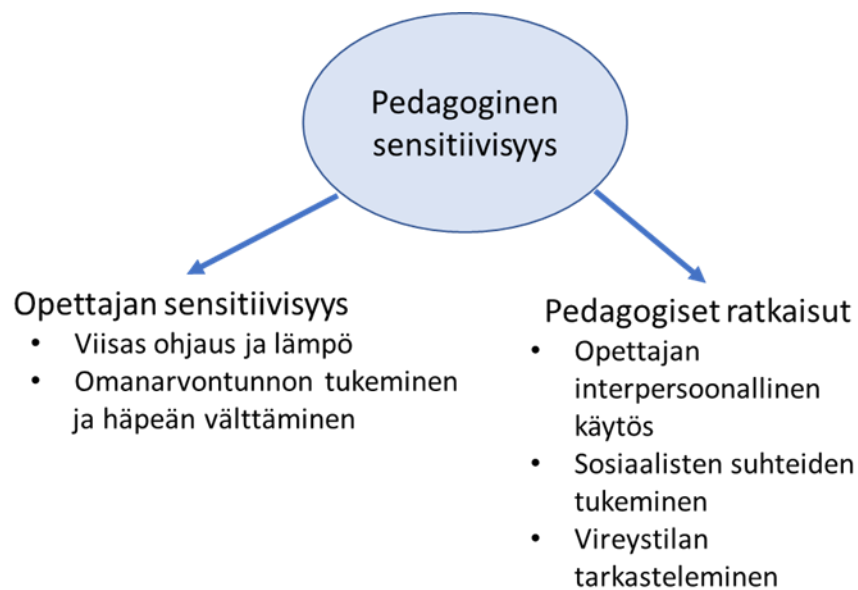 Pedagoginen
sensitiivisyys
Opettajan sensitiivisyys
• Viisas ohjaus ja lämpö
• Omanarvontunnon tukeminen
ja häpeän välttäminen
Pedagogiset ratkaisut
• Opettajan
interpersoonallinen
käytös
• Sosiaalisten suhteiden
tukeminen
• Vireystilan
tarkasteleminen